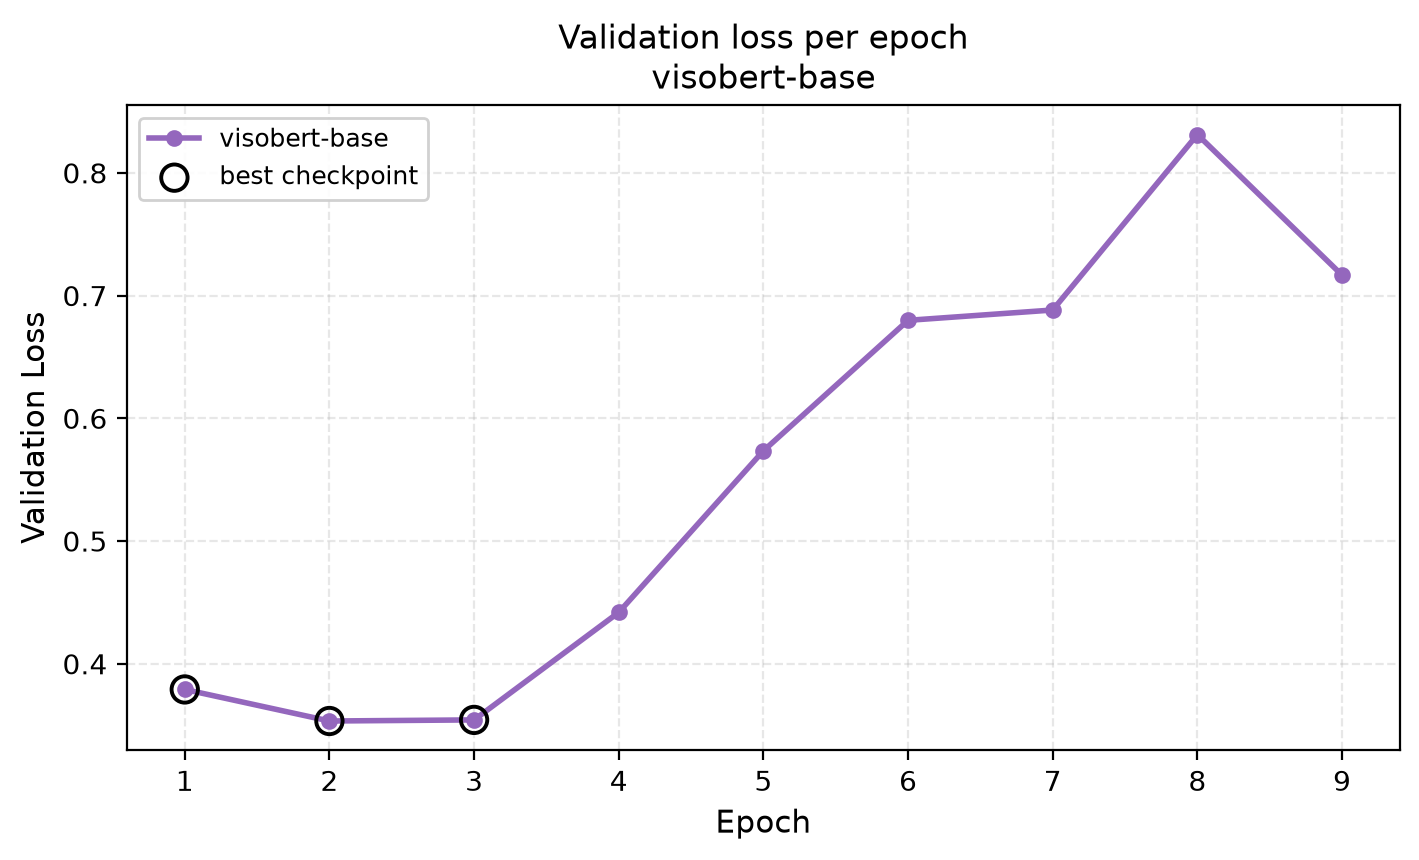 Validation loss per epoch
visobert-base
visobert-base
best checkpoint
Validation Loss
0.8
0.7
0.6
0.5
0.4
1 2 3 4 5 6 7 8 9
Epoch